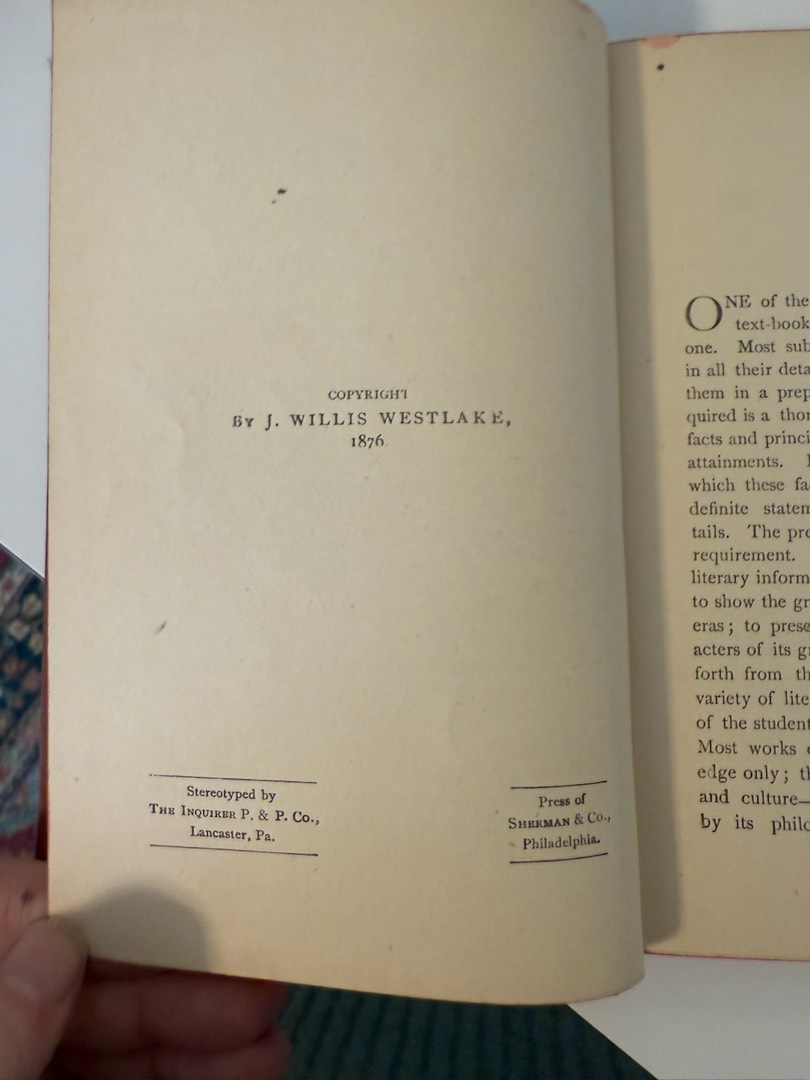 COPYRIGHT
BY J. WILLIS WESTLAKE,
1876
Stereotyped by
THE INQUIRER P. & P. Co.,
Lancaster, Pa.
Press of
SHERMAN & Co.,
Philadelphia.
ONE of the
text-book
one. Most sub
in all their deta
them in a prep
quired is a thor
facts and princi
attainments.
which these fa
definite staten
tails. The pro
requirement.
literary inform
to show the gr
eras; to prese
acters of its gr
forth from th
variety of lite
of the student
Most works
edge only; th
and culture—
by its philo